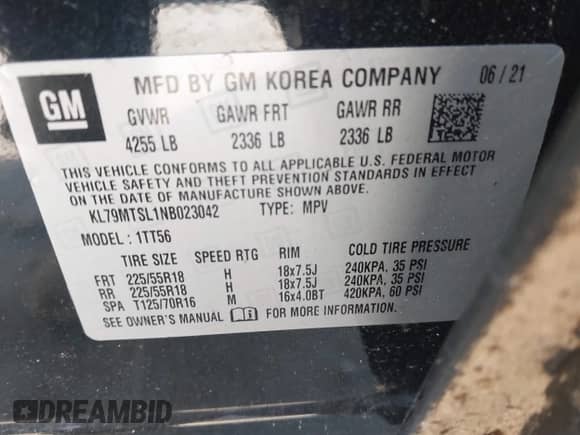 GM
MFD BY GM KOREA COMPANY 06/21
GVWR GAWR FRT GAWR RR
4255 LB 2336 LB 2336 LB
THIS VEHICLE CONFORMS TO ALL APPLICABLE U.S. FEDERAL MOTOR
VEHICLE SAFETY AND THEFT PREVENTION STANDARDS IN EFFECT
ON THE DATE OF MANUFACTURE SHOWN ABOVE.
KL79MTSL1NB023042 TYPE: MPV
MODEL: 1TT56
TIRE SIZE SPEED RTG RIM COLD TIRE PRESSURE
FRT 225/55R18 H 18x7.5J 240KPA, 35 PSI
RR 225/55R18 H 18x7.5J 240KPA, 35 PSI
SPA T125/70R16 M 16x4.0BT 420KPA, 60 PSI
SEE OWNER'S MANUAL FOR MORE INFORMATION.
DREAMBID